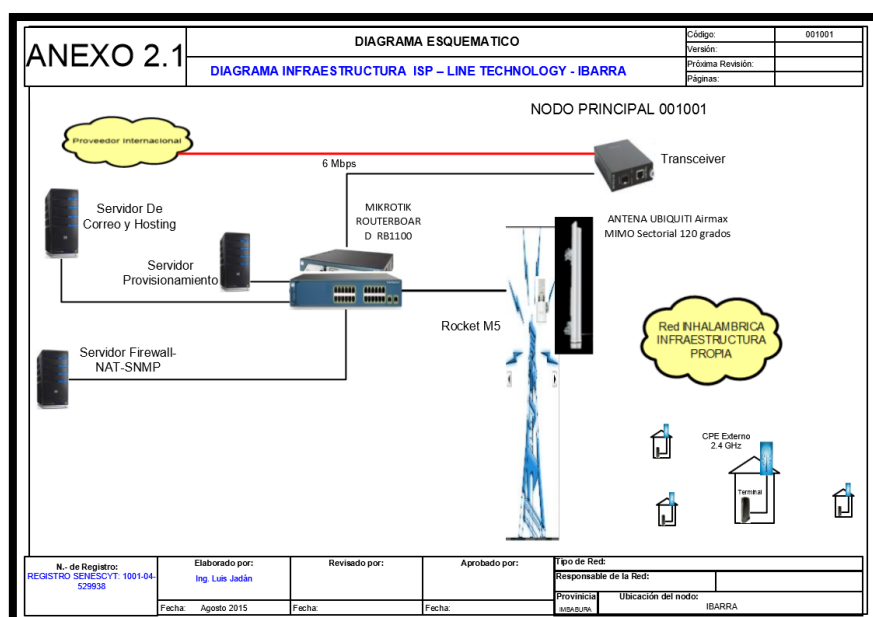 ANEXO 2.1
DIAGRAMA ESQUEMATICO
DIAGRAMA INFRAESTRUCTURA ISP – LINE TECHNOLOGY - IBARRA
Código: 001001
Versión:
Próxima Revisión:
Páginas:
NODO PRINCIPAL 001001
Proveedor Internacional
6 Mbps
Transceiver
Servidor De
Correo y Hosting
MIKROTIK
ROUTERBOAR
D RB1100
ANTENA UBIQUITI Airmax
MIMO Sectorial 120 grados
Servidor
Provisionamiento
Rocket M5
Red INHALAMBRICA
INFRAESTRUCTURA
PROPIA
Servidor Firewall-
NAT-SNMP
CPE Externo
2.4 GHz
Terminal
N.- de Registro:
REGISTRO SENESCYT: 1001-04-
529938
Elaborado por:
Ing. Luis Jadán
Fecha: Agosto 2015
Revisado por:
Fecha:
Aprobado por:
Fecha:
Tipo de Red:
Responsable de la Red:
Provinicia
IMBABURA
Ubicación del nodo:
IBARRA